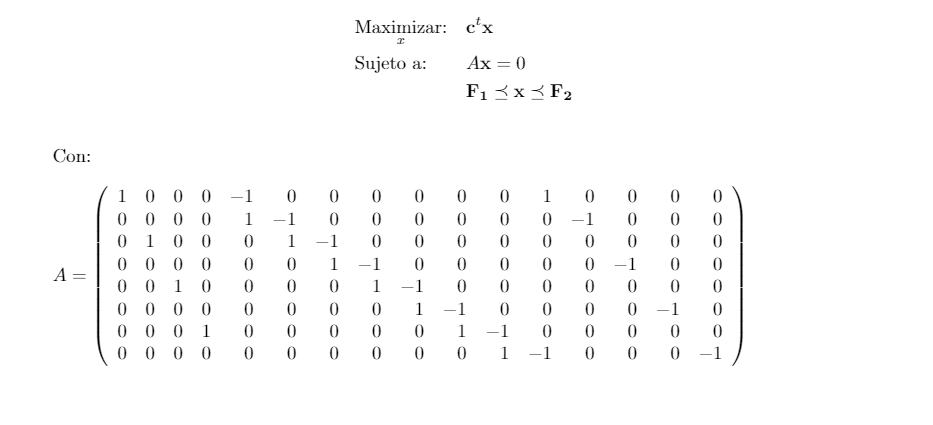 Maximizar: c^t x
x
Sujeto a: Ax = 0
F_1 ⪯ x ⪯ F_2
Con:
A =
1 0 0 0 −1 0 0 0 0 0 0 1 0 0 0 0
0 0 0 0 1 −1 0 0 0 0 0 0 −1 0 0 0
0 1 0 0 0 1 −1 0 0 0 0 0 0 0 0 0
0 0 0 0 0 0 1 −1 0 0 0 0 0 −1 0 0
0 0 1 0 0 0 0 1 −1 0 0 0 0 0 0 0
0 0 0 0 0 0 0 0 1 −1 0 0 0 0 −1 0
0 0 0 1 0 0 0 0 0 1 −1 0 0 0 0 0
0 0 0 0 0 0 0 0 0 0 1 −1 0 0 0 −1